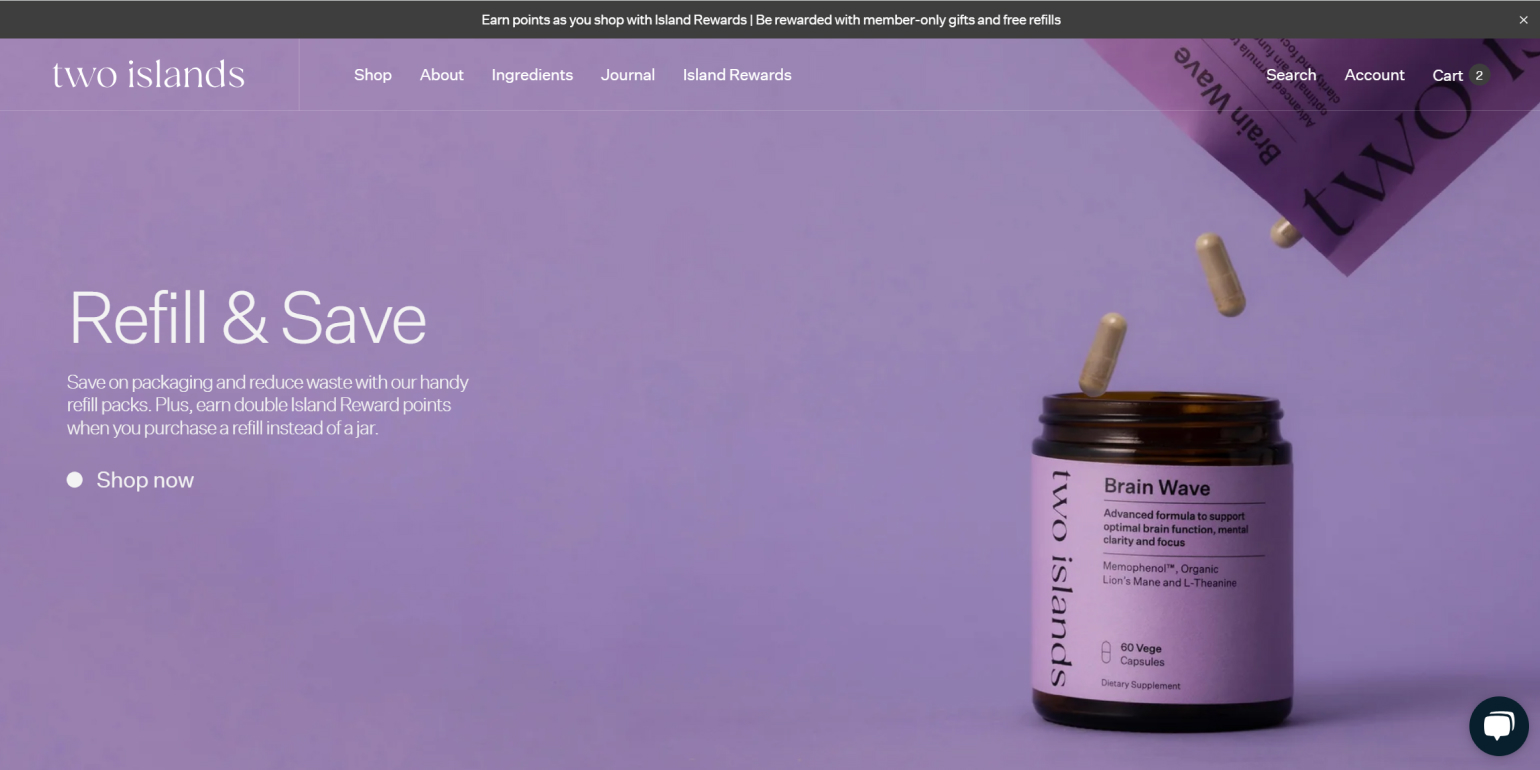 Earn points as you shop with Island Rewards | Be rewarded with member-only gifts and free refills
two islands
Shop
About
Ingredients
Journal
Island Rewards
Search
Account
Cart 2
Brain Wave
two is
Refill & Save
Save on packaging and reduce waste with our handy
refill packs. Plus, earn double Island Reward points
when you purchase a refill instead of a jar.
Shop now
two islands
Brain Wave
Advanced formula to support
optimal brain function, mental
clarity and focus
Memophenol™, Organic
Lion's Mane and L-Theanine
60 Vege
Capsules
Dietary Supplement